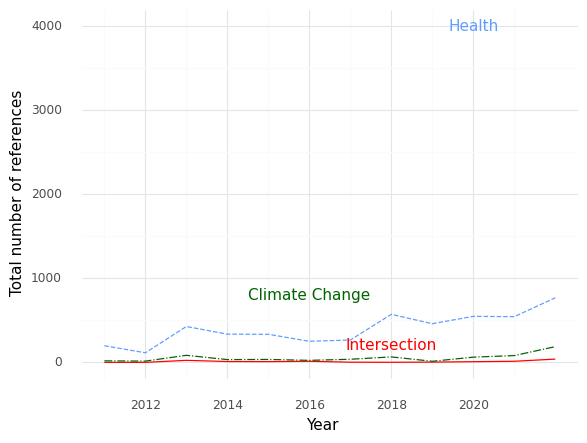 Total number of references
4000
3000
2000
1000
0
Health
Climate Change
Intersection
2012
2014
2016
2018
2020
Year